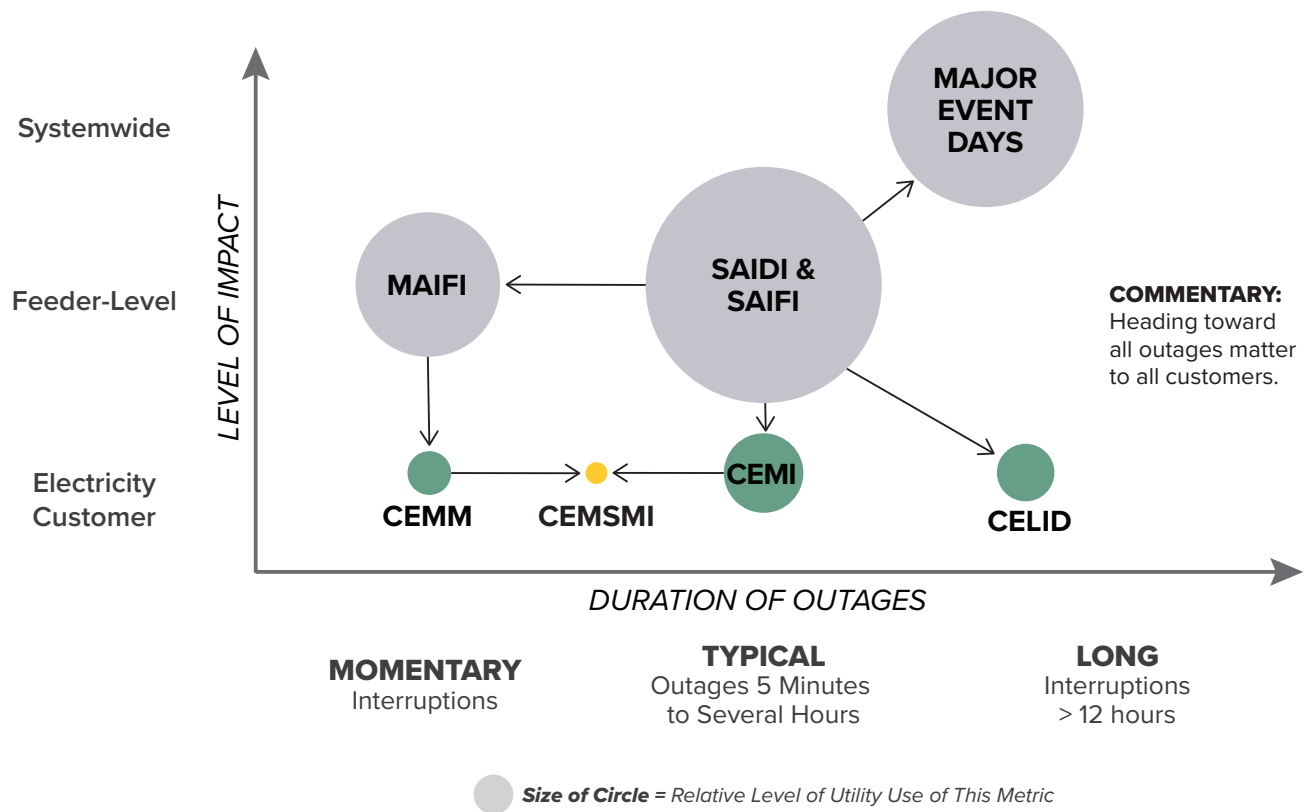 Systemwide
Feeder-Level
Electricity
Customer
LEVEL OF IMPACT
MAJOR
EVENT
DAYS
MAIFI
SAIDI &
SAIFI
COMMENTARY:
Heading toward
all outages matter
to all customers.
CEMM
CEMSMI
CEMI
CELID
DURATION OF OUTAGES
MOMENTARY
Interruptions
TYPICAL
Outages 5 Minutes
to Several Hours
LONG
Interruptions
> 12 hours
Size of Circle = Relative Level of Utility Use of This Metric